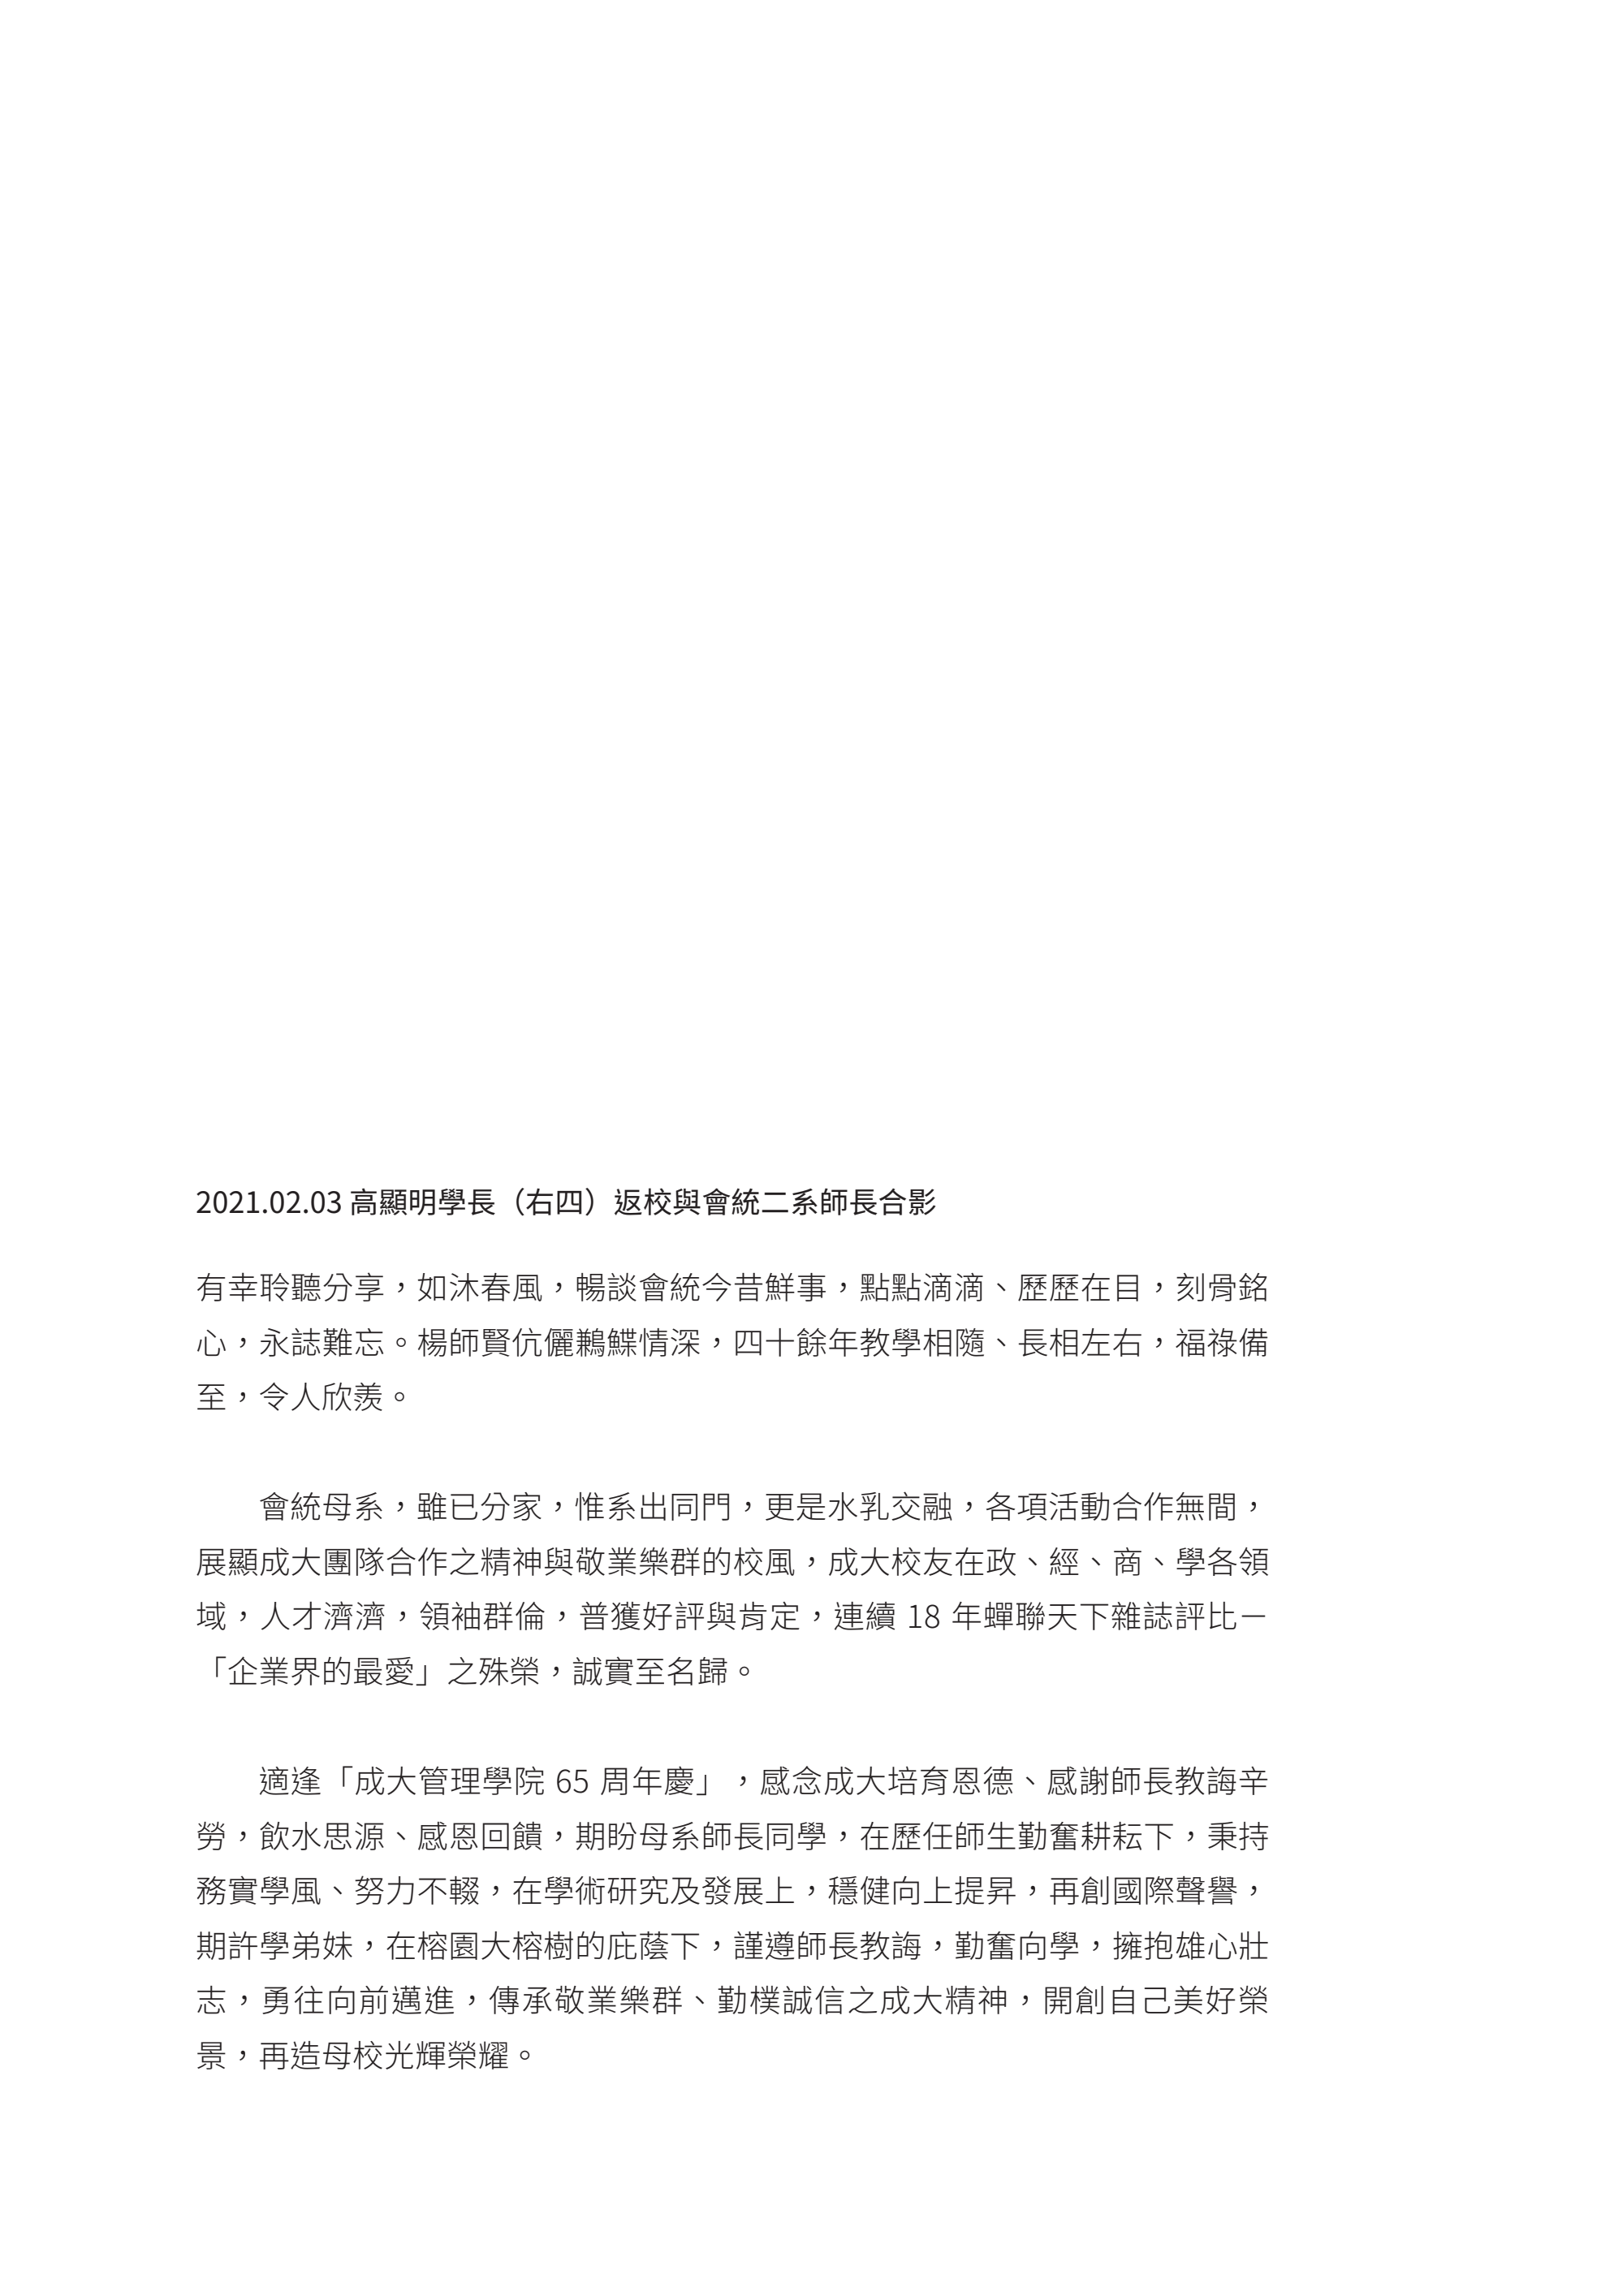 2021.02.03 高顯明學長（右四）返校與會統二系師長合影
有幸聆聽分享，如沐春風，暢談會統今昔鮮事，點點滴滴、歷歷在目，刻骨銘
心，永誌難忘。楊師賢伉儷鶼鰈情深，四十餘年教學相隨、長相左右，福祿備
至，令人欣羨。
會統母系，雖已分家，惟系出同門，更是水乳交融，各項活動合作無間，
展顯成大團隊合作之精神與敬業樂群的校風，成大校友在政、經、商、學各領
域，人才濟濟，領袖群倫，普獲好評與肯定，連續 18 年蟬聯天下雜誌評比－
「企業界的最愛」之殊榮，誠實至名歸。
適逢「成大管理學院 65 周年慶」，感念成大培育恩德、感謝師長教誨辛
勞，飲水思源、感恩回饋，期盼母系師長同學，在歷任師生勤奮耕耘下，秉持
務實學風、努力不輟，在學術研究及發展上，穩健向上提昇，再創國際聲譽，
期許學弟妹，在榕園大榕樹的庇蔭下，謹遵師長教誨，勤奮向學，擁抱雄心壯
志，勇往向前邁進，傳承敬業樂群、勤樸誠信之成大精神，開創自己美好榮
景，再造母校光輝榮耀。